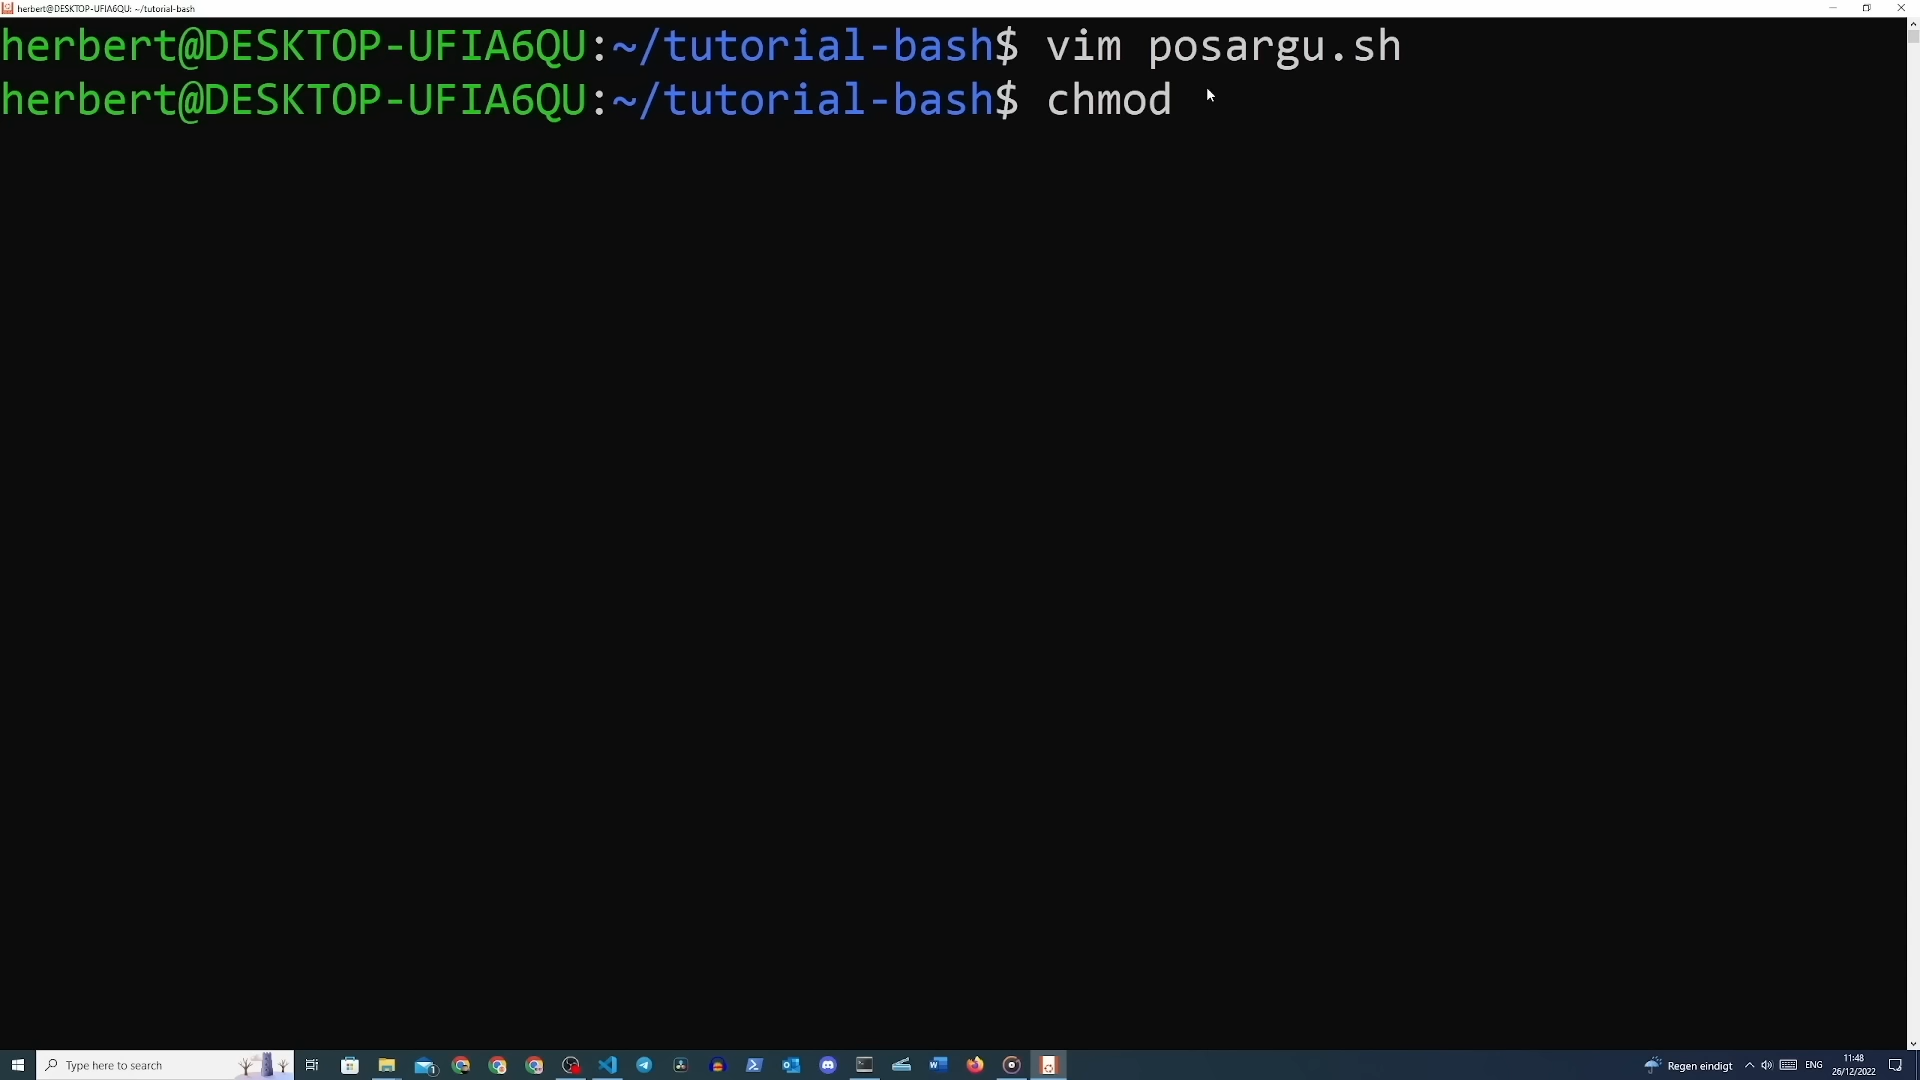 herbert@DESKTOP-UFIA6QU: ~/tutorial-bash
herbert@DESKTOP-UFIA6QU:~/tutorial-bash$ vim posargu.sh
herbert@DESKTOP-UFIA6QU:~/tutorial-bash$ chmod
Type here to search
1
Regen eindigt
ENG
11:48
26/12/2022